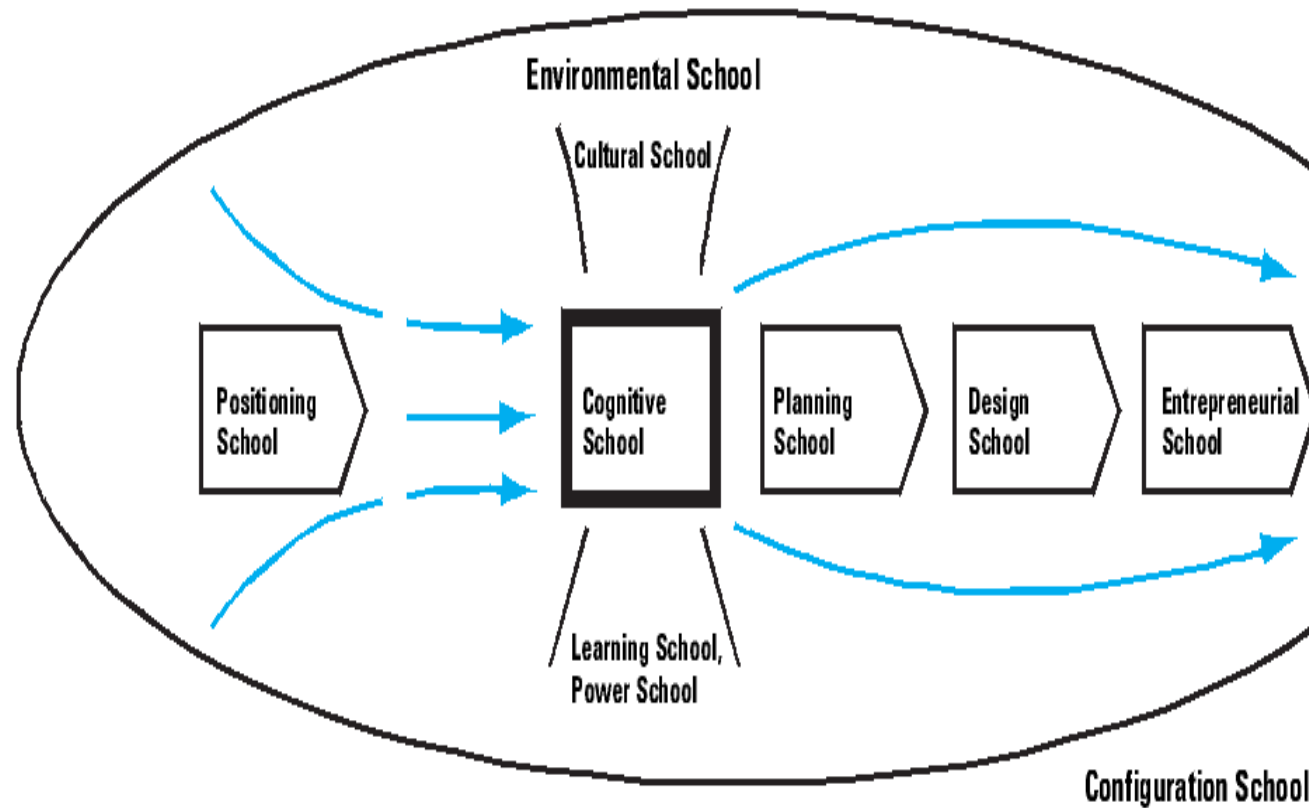 Environmental School
Cultural School
Positioning
School
Cognitive
School
Planning
School
Design
School
Entrepreneurial
School
Learning School,
Power School
Configuration School